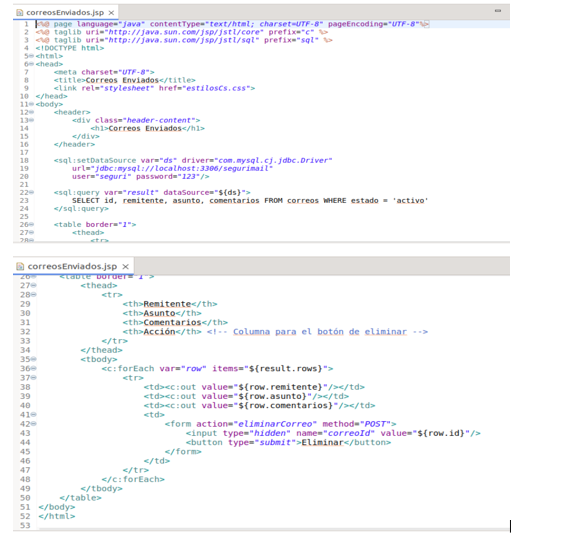 correosEnviados.jsp
1 <%@ page language="java" contentType="text/html; charset=UTF-8" pageEncoding="UTF-8"%>
2 <%@ taglib uri="http://java.sun.com/jsp/jstl/core" prefix="c" %>
3 <%@ taglib uri="http://java.sun.com/jsp/jstl/sql" prefix="sql" %>
4 <!DOCTYPE html>
5 <html>
6 <head>
7     <meta charset="UTF-8">
8     <title>Correos Enviados</title>
9     <link rel="stylesheet" href="estilosCs.css">
10 </head>
11 <body>
12     <header>
13         <div class="header-content">
14             <h1>Correos Enviados</h1>
15         </div>
16     </header>
17
18     <sql:setDataSource var="ds" driver="com.mysql.cj.jdbc.Driver"
19         url="jdbc:mysql://localhost:3306/segurimail"
20         user="seguri" password="123"/>
21
22     <sql:query var="result" dataSource="${ds}">
23         SELECT id, remitente, asunto, comentarios FROM correos WHERE estado = 'activo'
24     </sql:query>
25
26     <table border="1">
27         <thead>
28             <tr>
correosEnviados.jsp
26     <table border="1">
27         <thead>
28             <tr>
29                 <th>Remitente</th>
30                 <th>Asunto</th>
31                 <th>Comentarios</th>
32                 <th>Acción</th> <!-- Columna para el botón de eliminar -->
33             </tr>
34         </thead>
35         <tbody>
36             <c:forEach var="row" items="${result.rows}">
37                 <tr>
38                     <td><c:out value="${row.remitente}"/></td>
39                     <td><c:out value="${row.asunto}"/></td>
40                     <td><c:out value="${row.comentarios}"/></td>
41                     <td>
42                         <form action="eliminarCorreo" method="POST">
43                             <input type="hidden" name="correoId" value="${row.id}"/>
44                             <button type="submit">Eliminar</button>
45                         </form>
46                     </td>
47                 </tr>
48             </c:forEach>
49         </tbody>
50     </table>
51 </body>
52 </html>
53